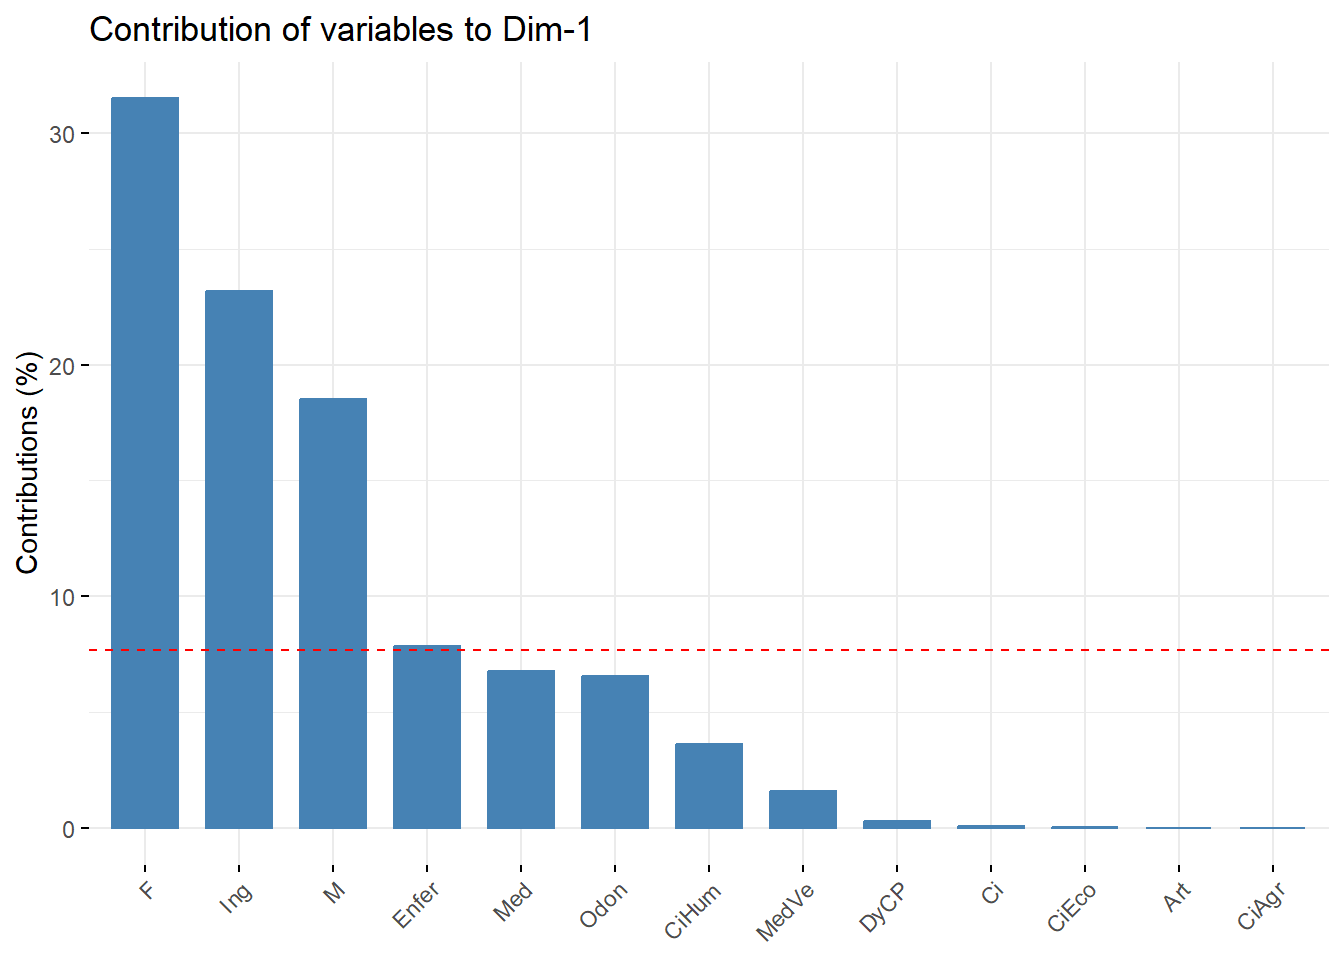 Contribution of variables to Dim-1
Contributions (%)
30
20
10
0
F
Ing
M
Enfer
Med
Odon
CiHum
MedVe
DyCP
Ci
CiEco
Art
CiAgr